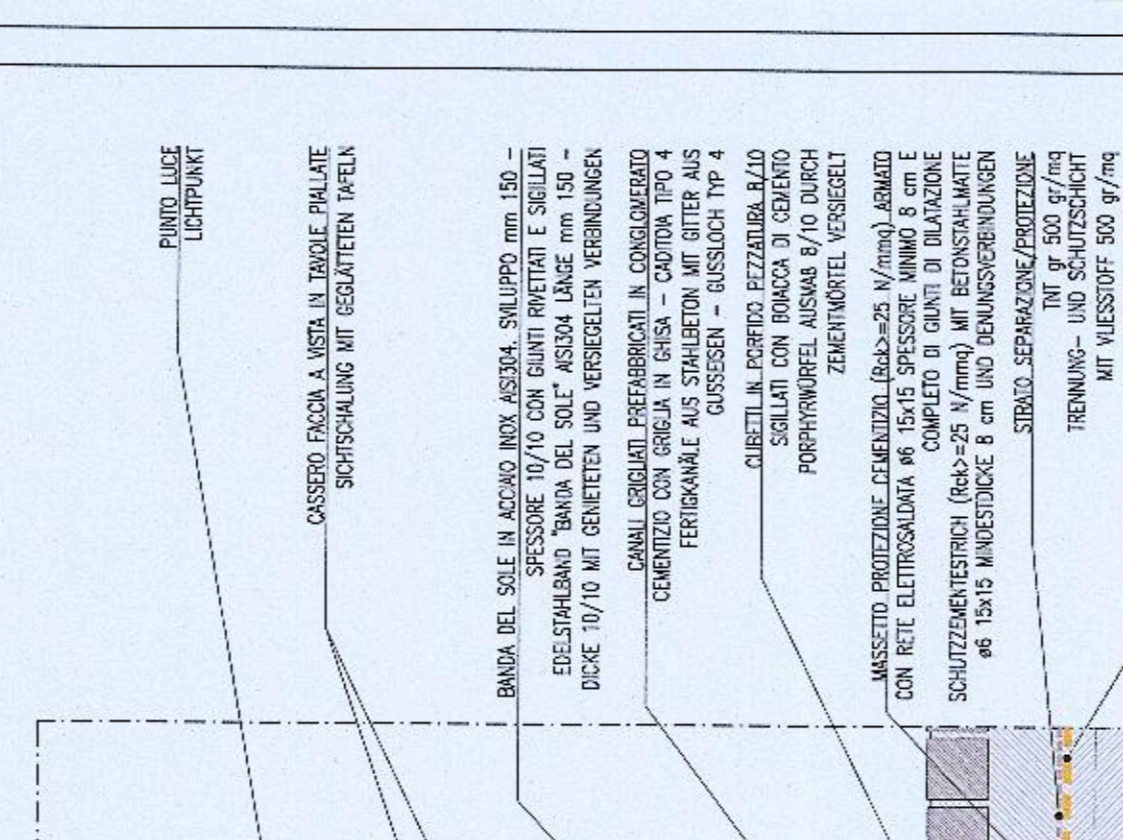 PUNTO LUCE
LICHTPUNKT
CASSERO FACCIA A VISTA IN TAVOLE PIALLATE
SICHTSCHALUNG MIT GEGLÄTTETEN TAFELN
BANDA DEL SOLE IN ACCIAIO INOX AISI304, SVILUPPO mm 150 –
SPESSORE 10/10 CON GIUNTI RIVETTATI E SIGILLATI
EDELSTAHLBAND "BANDA DEL SOLE" AISI304 LÄNGE mm 150 –
DICKE 10/10 MIT GENIETETEN UND VERSIEGELTEN VERBINDUNGEN
CANALI GRIGLIATI PREFABBRICATI IN CONGLOMERATO
CEMENTIZIO CON GRIGLIA IN GHISA – CADITOIA TIPO 4
FERTIGKANÄLE AUS STAHLBETON MIT GITTER AUS
GUSSEISEN – GUSSLOCH TYP 4
CUBETTI IN PORFIDO PEZZATURA 8/10
SIGILLATI CON BOIACCA DI CEMENTO
PORPHYRWÜRFEL AUSMAß 8/10 DURCH
ZEMENTMÖRTEL VERSIEGELT
MASSETTO PROTEZIONE CEMENTIZIO (Rck>=25 N/mmq) ARMATO
CON RETE ELETTROSALDATA ø6 15x15 SPESSORE MINIMO 8 cm E
COMPLETO DI GIUNTI DI DILATAZIONE
SCHUTZZEMENTESTRICH (Rck>=25 N/mmq) MIT BETONSTAHLMATTE
ø6 15x15 MINDESTDICKE 8 cm UND DENUNGSVERBINDUNGEN
STRATO SEPARAZIONE/PROTEZIONE
TNT gr 500 gr/mq
TRENNUNG– UND SCHUTZSCHICHT
MIT VLIESSTOFF 500 gr/mq